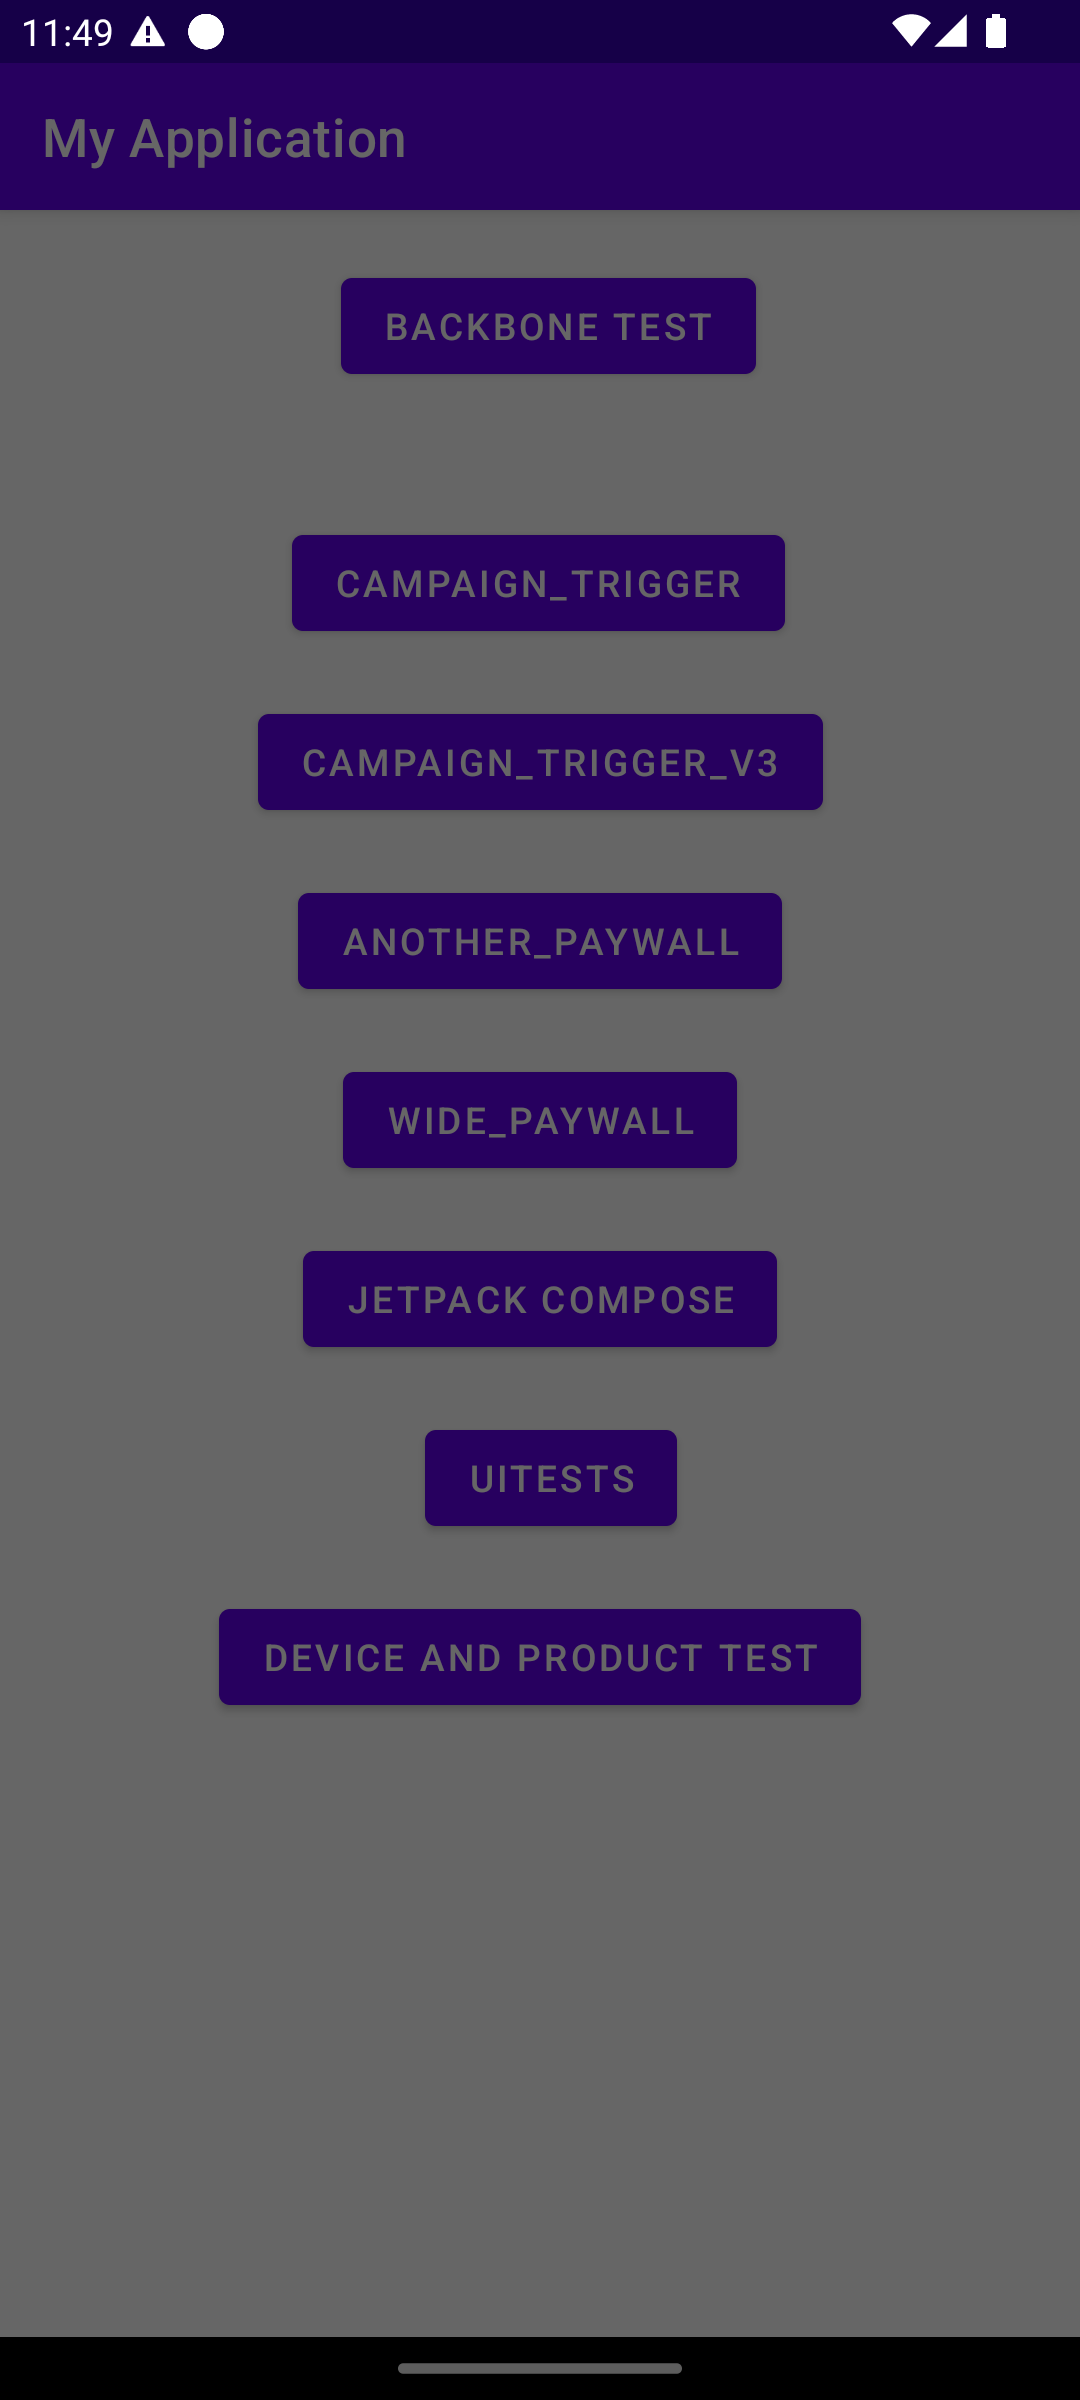 11:49
My Application
BACKBONE TEST
CAMPAIGN_TRIGGER
CAMPAIGN_TRIGGER_V3
ANOTHER_PAYWALL
WIDE_PAYWALL
JETPACK COMPOSE
UITESTS
DEVICE AND PRODUCT TEST